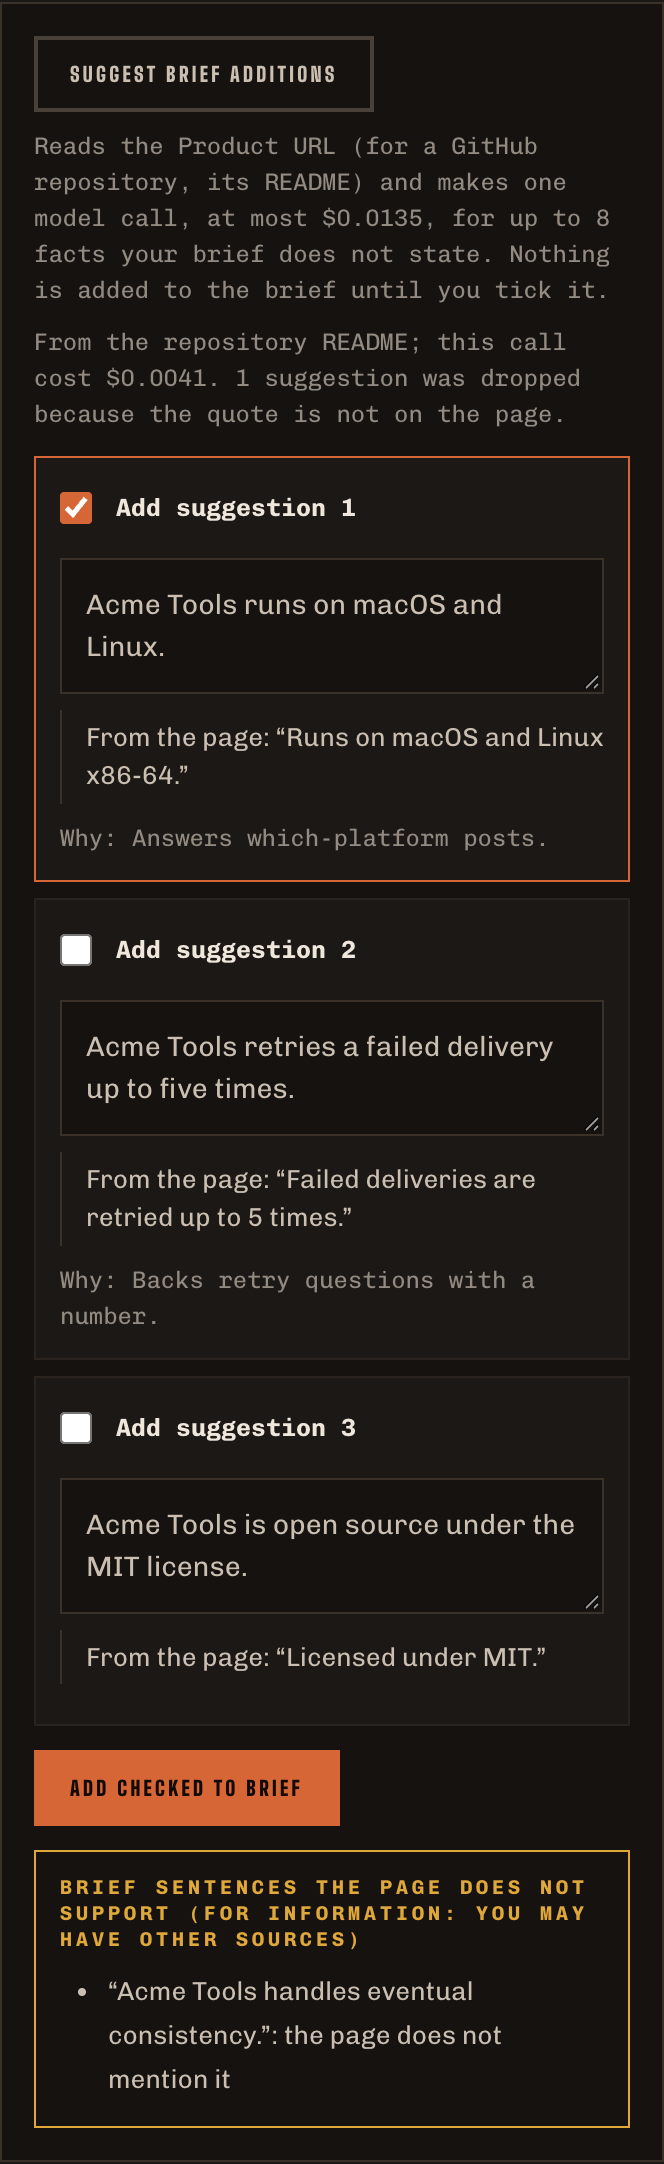 SUGGEST BRIEF ADDITIONS
Reads the Product URL (for a GitHub
repository, its README) and makes one
model call, at most $0.0135, for up to 8
facts your brief does not state. Nothing
is added to the brief until you tick it.
From the repository README; this call
cost $0.0041. 1 suggestion was dropped
because the quote is not on the page.
Add suggestion 1
Acme Tools runs on macOS and
Linux.
From the page: “Runs on macOS and Linux
x86-64.”
Why: Answers which-platform posts.
Add suggestion 2
Acme Tools retries a failed delivery
up to five times.
From the page: “Failed deliveries are
retried up to 5 times.”
Why: Backs retry questions with a
number.
Add suggestion 3
Acme Tools is open source under the
MIT license.
From the page: “Licensed under MIT.”
ADD CHECKED TO BRIEF
BRIEF SENTENCES THE PAGE DOES NOT
SUPPORT (FOR INFORMATION: YOU MAY
HAVE OTHER SOURCES)
• “Acme Tools handles eventual
consistency.”: the page does not
mention it